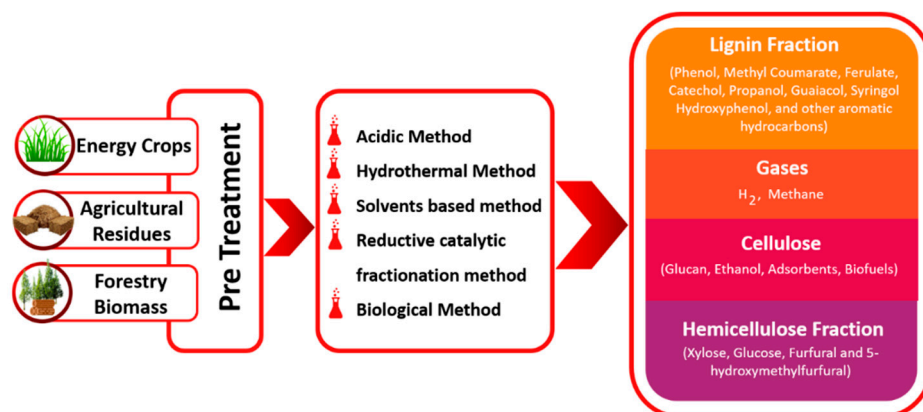 Energy Crops
Agricultural
Residues
Forestry
Biomass
Pre Treatment
Acidic Method
Hydrothermal Method
Solvents based method
Reductive catalytic
fractionation method
Biological Method
Lignin Fraction
(Phenol, Methyl Coumarate, Ferulate,
Catechol, Propanol, Guaiacol, Syringol
Hydroxyphenol, and other aromatic
hydrocarbons)
Gases
H₂, Methane
Cellulose
(Glucan, Ethanol, Adsorbents, Biofuels)
Hemicellulose Fraction
(Xylose, Glucose, Furfural and 5-
hydroxymethylfurfural)